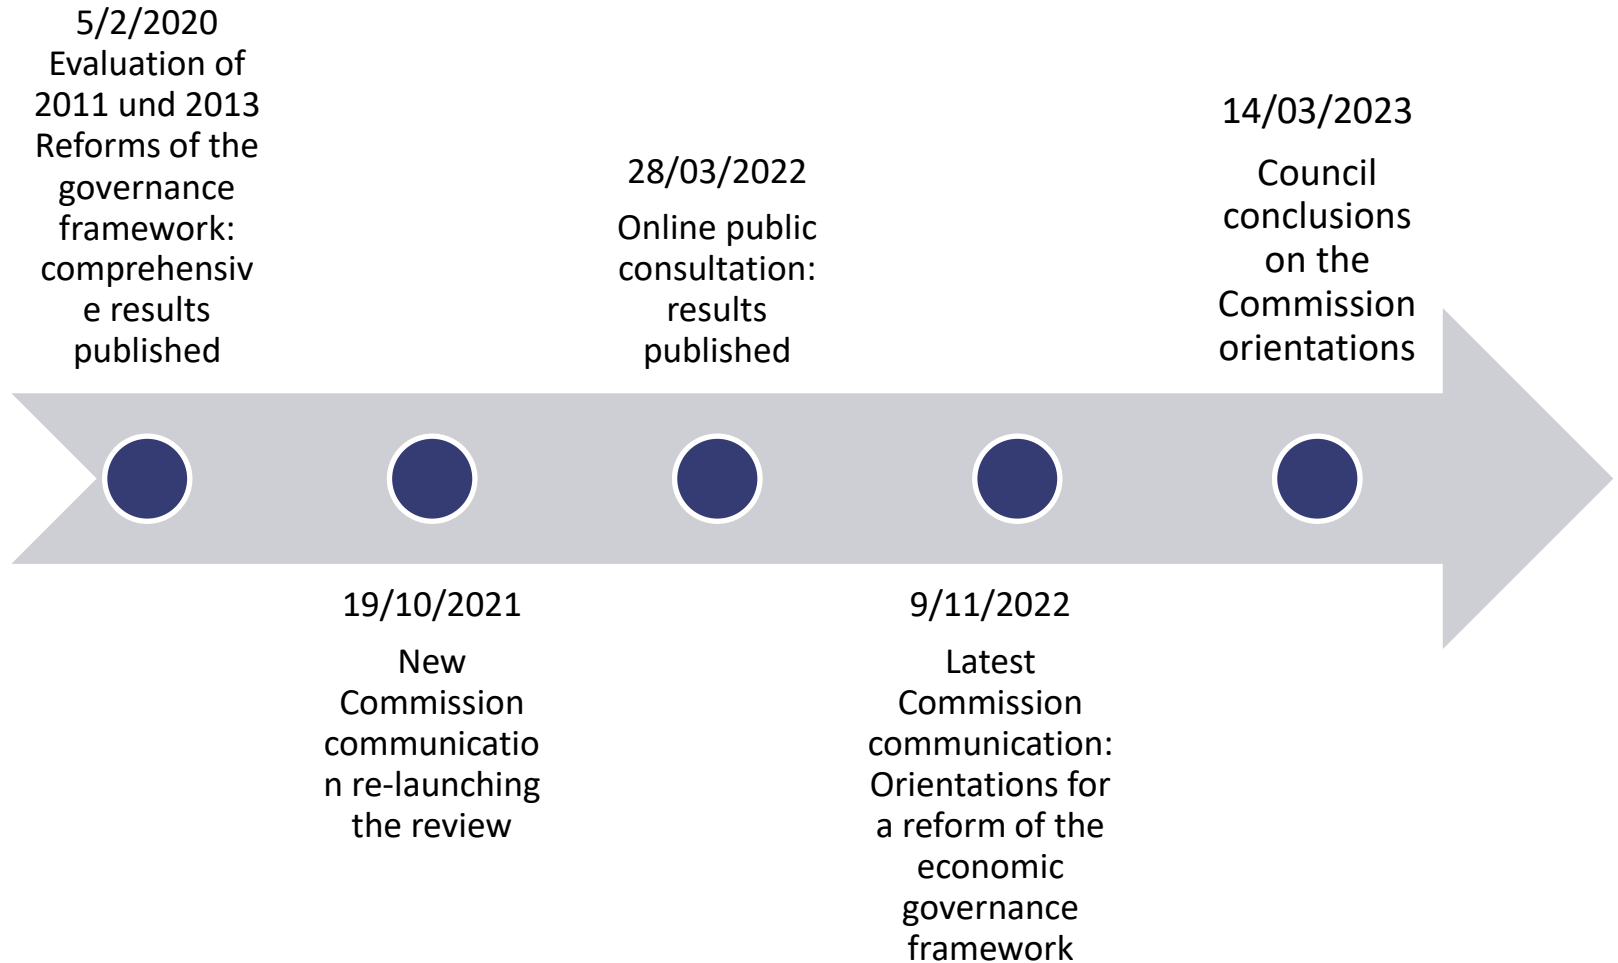 5/2/2020
Evaluation of
2011 und 2013
Reforms of the
governance
framework:
comprehensiv
e results
published
19/10/2021
New
Commission
communicatio
n re-launching
the review
28/03/2022
Online public
consultation:
results
published
9/11/2022
Latest
Commission
communication:
Orientations for
a reform of the
economic
governance
framework
14/03/2023
Council
conclusions
on the
Commission
orientations